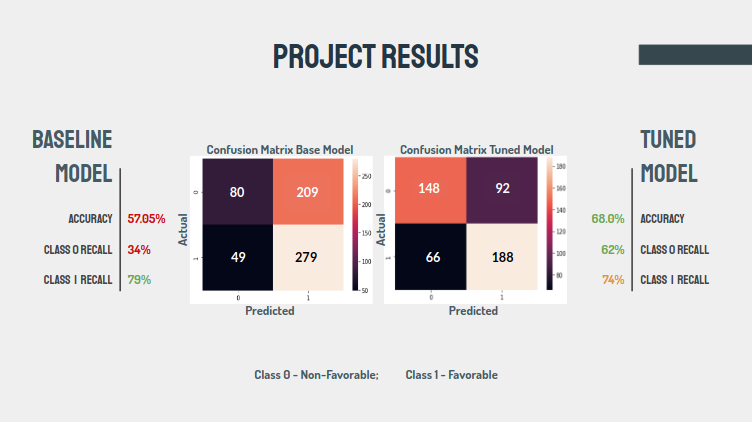 PROJECT RESULTS
BASELINE
MODEL
ACCURACY 57.05%
CLASS 0 RECALL 34%
CLASS 1 RECALL 79%
Confusion Matrix Base Model
Actual
0
1
80 209
49 279
0 1
Predicted
250
200
150
100
50
Confusion Matrix Tuned Model
Actual
0
1
148 92
66 188
0 1
Predicted
180
160
140
120
100
80
TUNED
MODEL
68.0% ACCURACY
62% CLASS 0 RECALL
74% CLASS 1 RECALL
Class 0 - Non-Favorable; Class 1 - Favorable